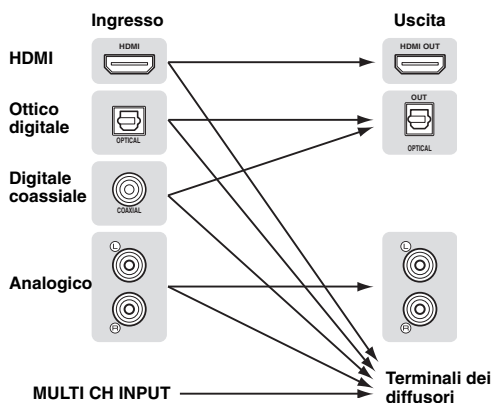 Ingresso
Uscita
HDMI
HDMI
HDMI OUT
Ottico
digitale
OPTICAL
OUT
OPTICAL
Digitale
coassiale
COAXIAL
Analogico
L
R
L
R
MULTI CH INPUT
Terminali dei
diffusori